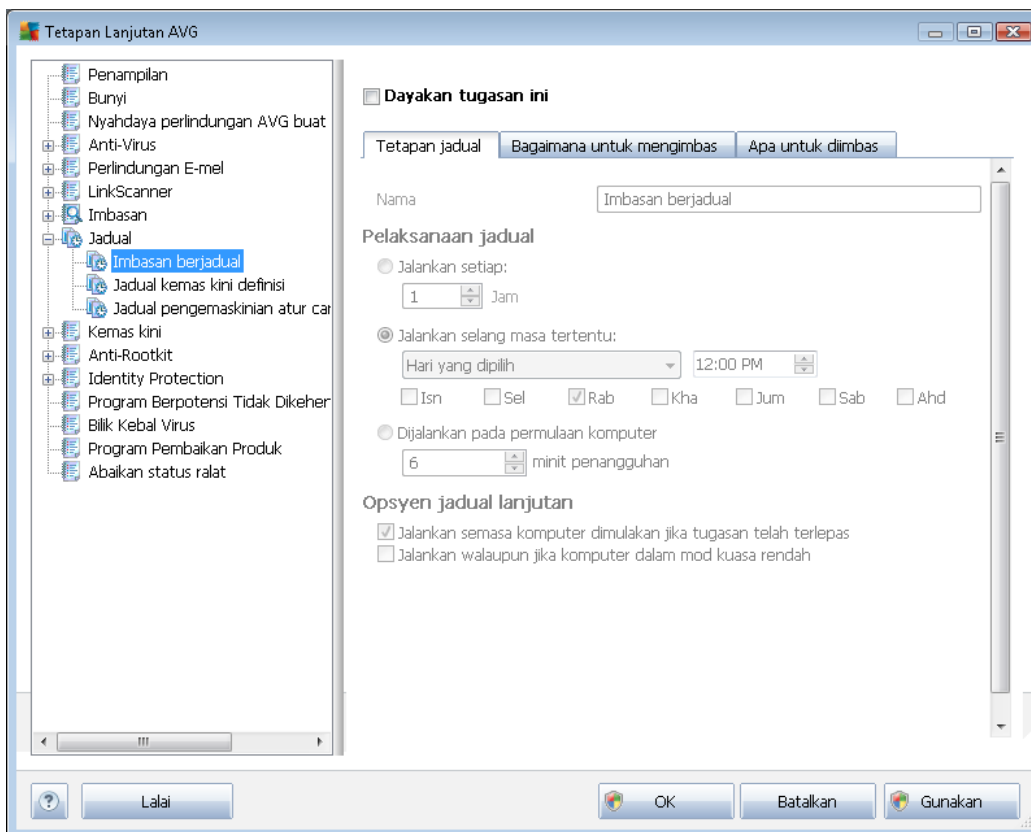 Tetapan Lanjutan AVG
Penampilan
Bunyi
Nyahdaya perlindungan AVG buat
Anti-Virus
Perlindungan E-mel
LinkScanner
Imbasan
Jadual
Imbasan berjadual
Jadual kemas kini definisi
Jadual pengemaskinian atur car
Kemas kini
Anti-Rootkit
Identity Protection
Program Berpotensi Tidak Dikeher
Bilik Kebal Virus
Program Pembaikan Produk
Abaikan status ralat
Dayakan tugasan ini
Tetapan jadual Bagaimana untuk mengimbas Apa untuk diimbas
Nama Imbasan berjadual
Pelaksanaan jadual
Jalankan setiap:
1 Jam
Jalankan selang masa tertentu:
Hari yang dipilih 12:00 PM
Isn Sel Rab Kha Jum Sab Ahd
Dijalankan pada permulaan komputer
6 minit penangguhan
Opsyen jadual lanjutan
Jalankan semasa komputer dimulakan jika tugasan telah terlepas
Jalankan walaupun jika komputer dalam mod kuasa rendah
? Lalai OK Batalkan Gunakan